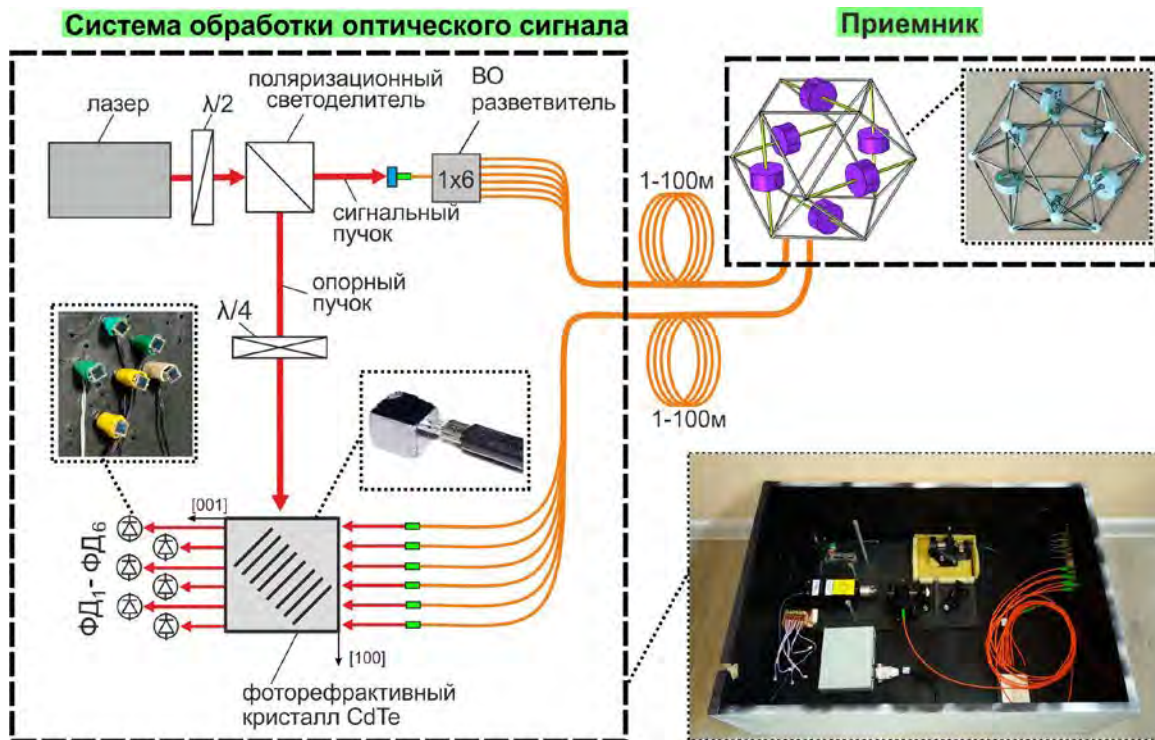 Система обработки оптического сигнала
Приемник
лазер
λ/2
поляризационный
светоделитель
ВО
разветвитель
1x6
сигнальный
пучок
1-100м
опорный
пучок
λ/4
1-100м
[001]
ФД₁- ФД₆
[100]
фоторефрактивный
кристалл CdTe